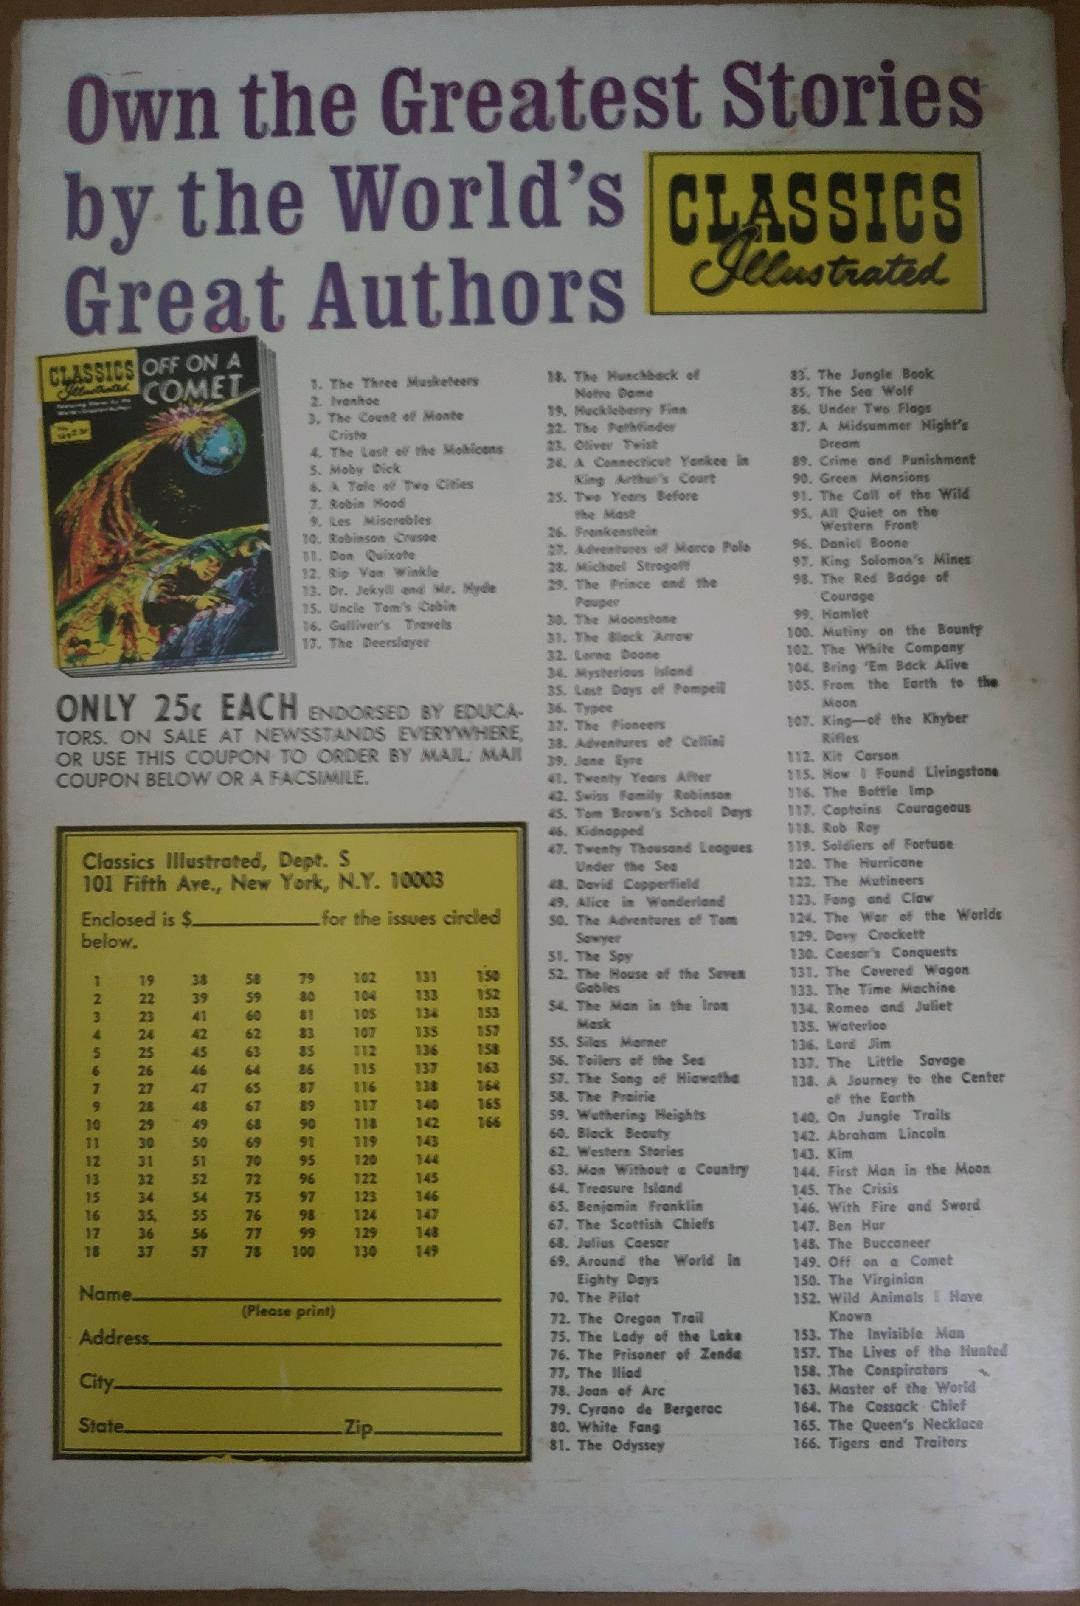 Own the Greatest Stories
by the World's
Great Authors
CLASSICS
Illustrated
CLASSICS
Illustrated
OFF ON A
COMET
1. The Three Musketeers
2. Ivanhoe
3. The Count of Monte
Cristo
4. The Last of the Mohicans
5. Moby Dick
6. A Tale of Two Cities
7. Robin Hood
9. Les Miserables
10. Robinson Crusoe
11. Don Quixote
12. Rip Van Winkle
13. Dr. Jekyll and Mr. Hyde
15. Uncle Tom's Cabin
16. Gulliver's Travels
17. The Deerslayer
ONLY 25c EACH ENDORSED BY EDUCA-
TORS. ON SALE AT NEWSSTANDS EVERYWHERE,
OR USE THIS COUPON TO ORDER BY MAIL. MAIL
COUPON BELOW OR A FACSIMILE.
Classics Illustrated, Dept. S
101 Fifth Ave., New York, N.Y. 10003
Enclosed is $ for the issues circled
below.
1 19 38 58 79 102 131 150
2 22 39 59 80 104 133 152
3 23 41 60 81 105 134 153
4 24 42 62 83 107 135 157
5 25 45 63 85 112 136 158
6 26 46 64 86 115 137 163
7 27 47 65 87 116 138 164
9 28 48 67 89 117 140 165
10 29 49 68 90 118 142 166
11 30 50 69 91 119 143
12 31 51 70 95 120 144
13 32 52 72 96 122 145
15 34 54 75 97 123 146
16 35 55 76 98 124 147
17 36 56 77 99 129 148
18 37 57 78 100 130 149
Name
(Please print)
Address
City
State Zip
18. The Hunchback of
Notre Dame
19. Huckleberry Finn
22. The Pathfinder
23. Oliver Twist
24. A Connecticut Yankee in
King Arthur's Court
25. Two Years Before
the Mast
26. Frankenstein
27. Adventures of Marco Polo
28. Michael Strogoff
29. The Prince and the
Pauper
30. The Moonstone
31. The Black Arrow
32. Lorna Doone
34. Mysterious Island
35. Last Days of Pompeii
36. Typee
37. The Pioneers
38. Adventures of Cellini
39. Jane Eyre
41. Twenty Years After
42. Swiss Family Robinson
45. Tom Brown's School Days
46. Kidnapped
47. Twenty Thousand Leagues
Under the Sea
48. David Copperfield
49. Alice in Wonderland
50. The Adventures of Tom
Sawyer
51. The Spy
52. The House of the Seven
Gables
54. The Man in the Iron
Mask
55. Silas Marner
56. Toilers of the Sea
57. The Song of Hiawatha
58. The Prairie
59. Wuthering Heights
60. Black Beauty
62. Western Stories
63. Man Without a Country
64. Treasure Island
65. Benjamin Franklin
67. The Scottish Chiefs
68. Julius Caesar
69. Around the World in
Eighty Days
70. The Pilot
72. The Oregon Trail
75. The Lady of the Lake
76. The Prisoner of Zenda
77. The Iliad
78. Joan of Arc
79. Cyrano de Bergerac
80. White Fang
81. The Odyssey
83. The Jungle Book
85. The Sea Wolf
86. Under Two Flags
87. A Midsummer Night's
Dream
89. Crime and Punishment
90. Green Mansions
91. The Call of the Wild
95. All Quiet on the
Western Front
96. Daniel Boone
97. King Solomon's Mines
98. The Red Badge of
Courage
99. Hamlet
100. Mutiny on the Bounty
102. The White Company
104. Bring 'Em Back Alive
105. From the Earth to the
Moon
107. King—of the Khyber
Rifles
112. Kit Carson
115. How I Found Livingstone
116. The Bottle Imp
117. Captains Courageous
118. Rob Roy
119. Soldiers of Fortune
120. The Hurricane
122. The Mutineers
123. Fang and Claw
124. The War of the Worlds
129. Davy Crockett
130. Caesar's Conquests
131. The Covered Wagon
133. The Time Machine
134. Romeo and Juliet
135. Waterloo
136. Lord Jim
137. The Little Savage
138. A Journey to the Center
of the Earth
140. On Jungle Trails
142. Abraham Lincoln
143. Kim
144. First Man in the Moon
145. The Crisis
146. With Fire and Sword
147. Ben Hur
148. The Buccaneer
149. Off on a Comet
150. The Virginian
152. Wild Animals I Have
Known
153. The Invisible Man
157. The Lives of the Hunted
158. The Conspirators
163. Master of the World
164. The Cossack Chief
165. The Queen's Necklace
166. Tigers and Traitors